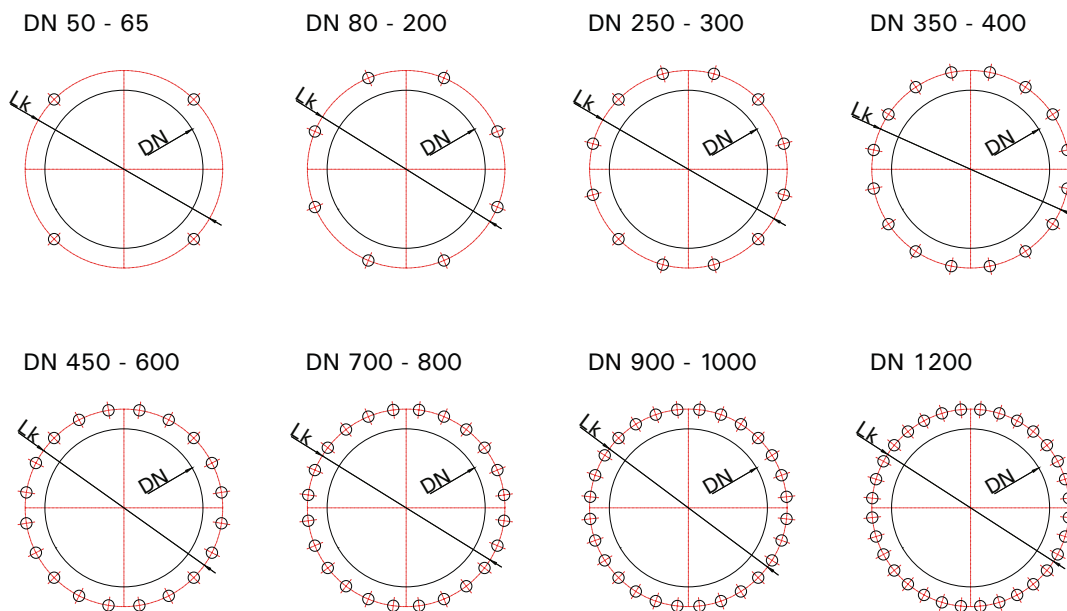 DN 50 - 65
DN 80 - 200
DN 250 - 300
DN 350 - 400
Lk
DN
Lk
DN
Lk
DN
Lk
DN
DN 450 - 600
DN 700 - 800
DN 900 - 1000
DN 1200
Lk
DN
Lk
DN
Lk
DN
Lk
DN